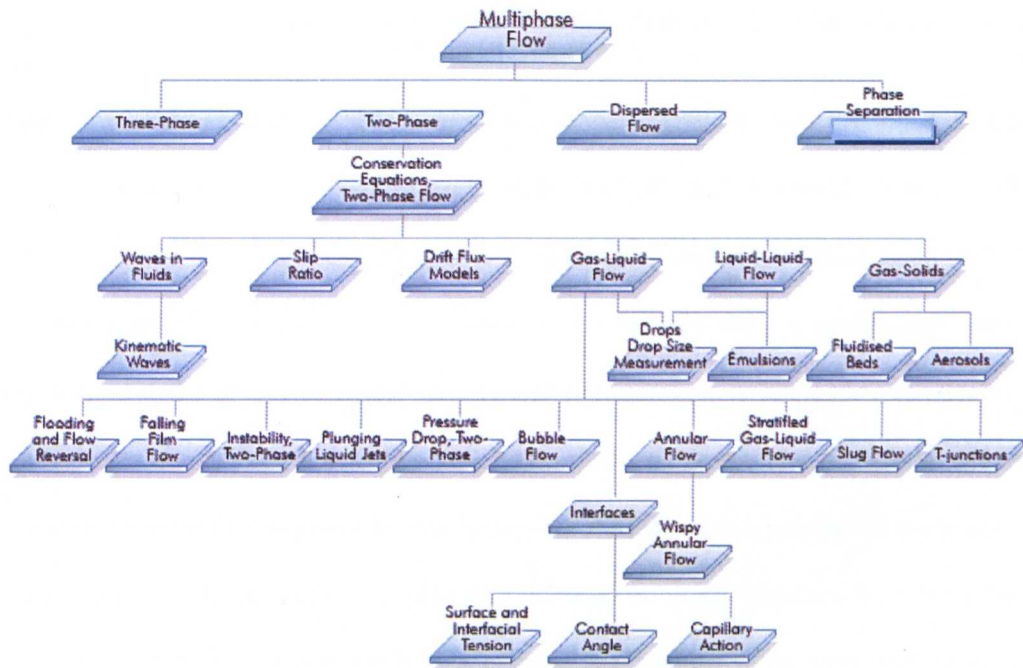 Multiphase
Flow
Three-Phase
Two-Phase
Dispersed
Flow
Phase
Separation
Conservation
Equations,
Two-Phase Flow
Waves in
Fluids
Slip
Ratio
Drift Flux
Models
Gas-Liquid
Flow
Liquid-Liquid
Flow
Gas-Solids
Kinematic
Waves
Drops
Drop Size
Measurement
Emulsions
Fluidised
Beds
Aerosols
Flooding
and Flow
Reversal
Falling
Film
Flow
Instability,
Two-Phase
Plunging
Liquid Jets
Pressure
Drop, Two-
Phase
Bubble
Flow
Annular
Flow
Stratified
Gas-Liquid
Flow
Slug Flow
T-junctions
Interfaces
Wispy
Annular
Flow
Surface and
Interfacial
Tension
Contact
Angle
Capillary
Action